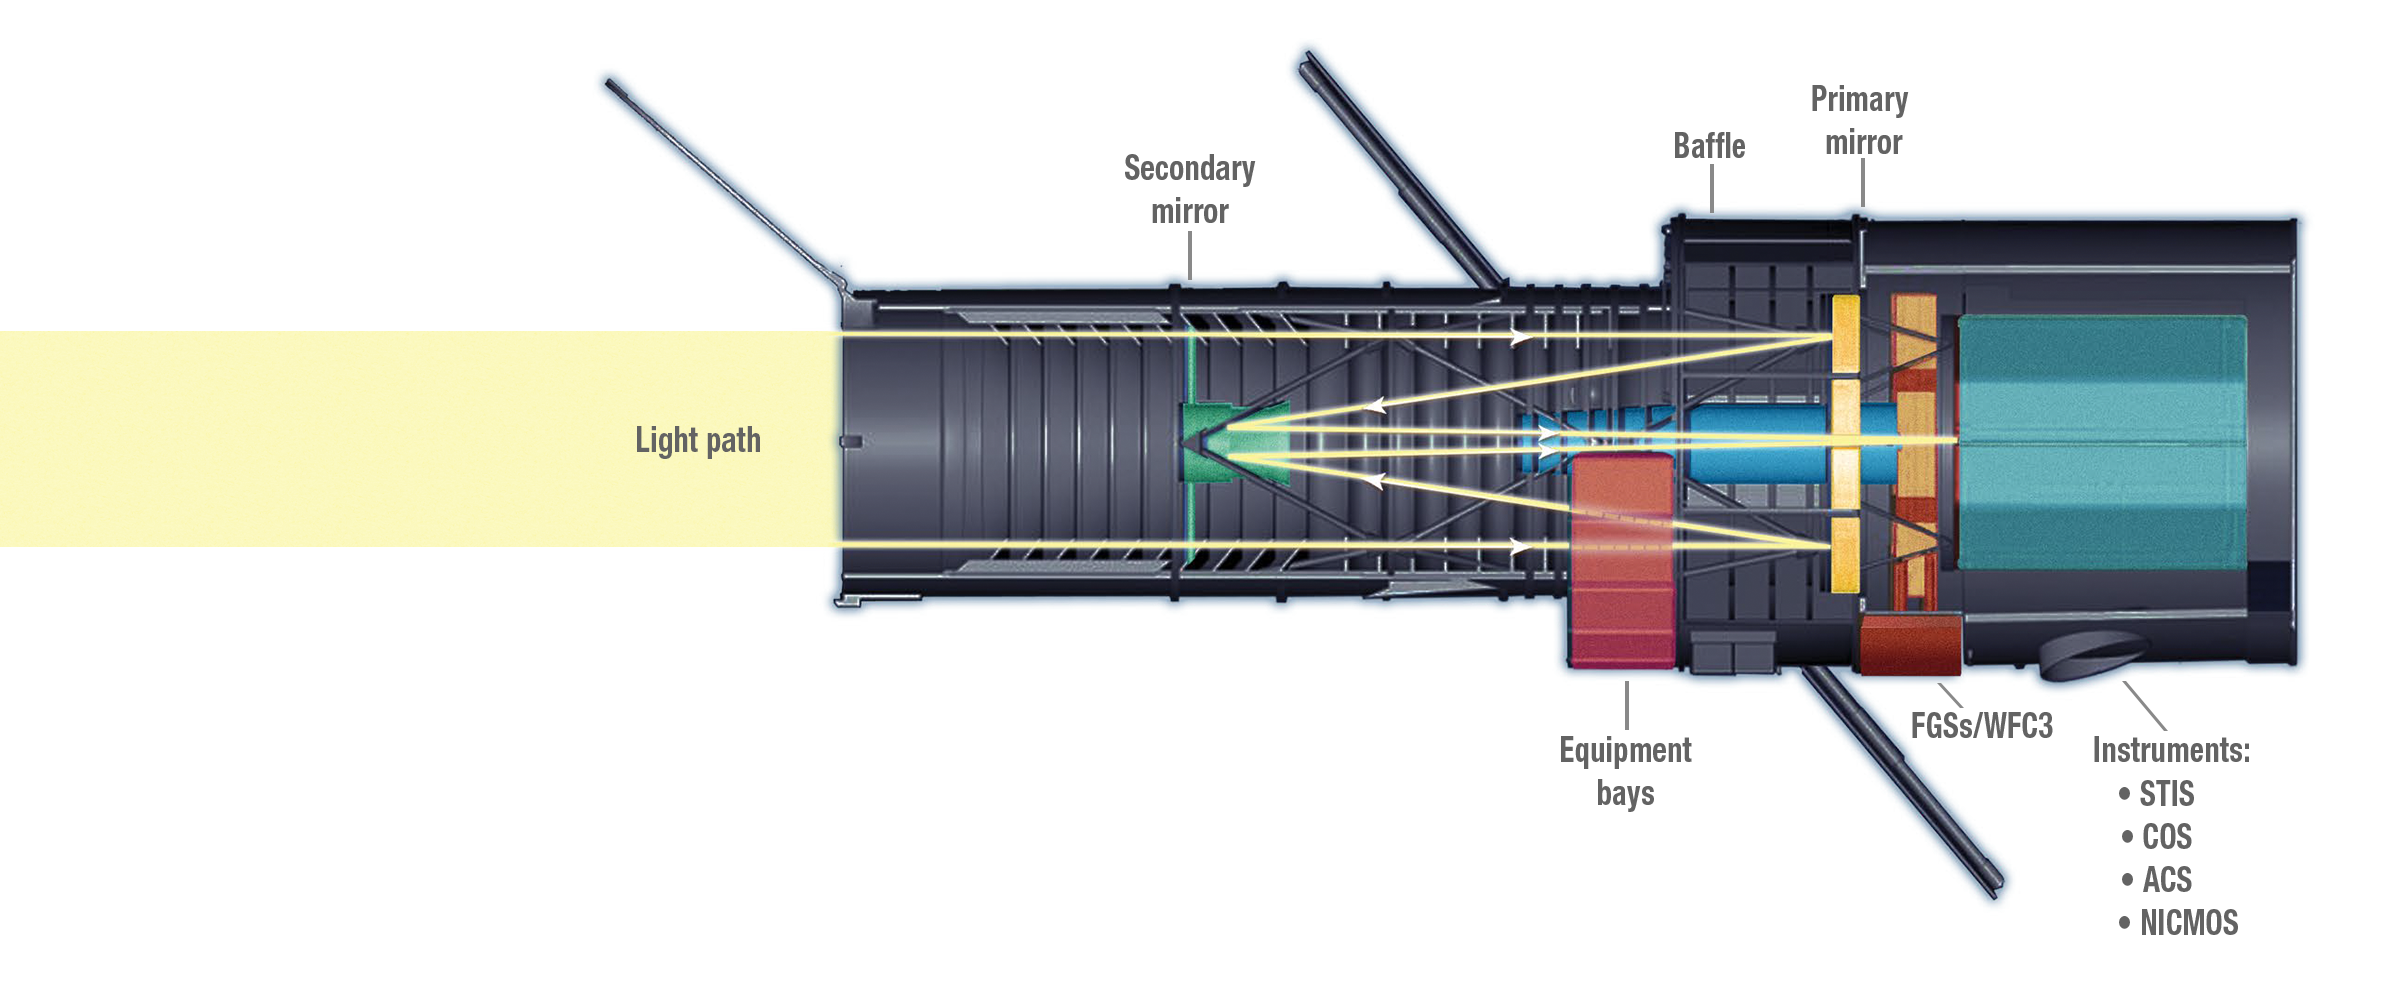 Primary
mirror
Baffle
Secondary
mirror
Light path
FGSs/WFC3
Equipment
bays
Instruments:
• STIS
• COS
• ACS
• NICMOS